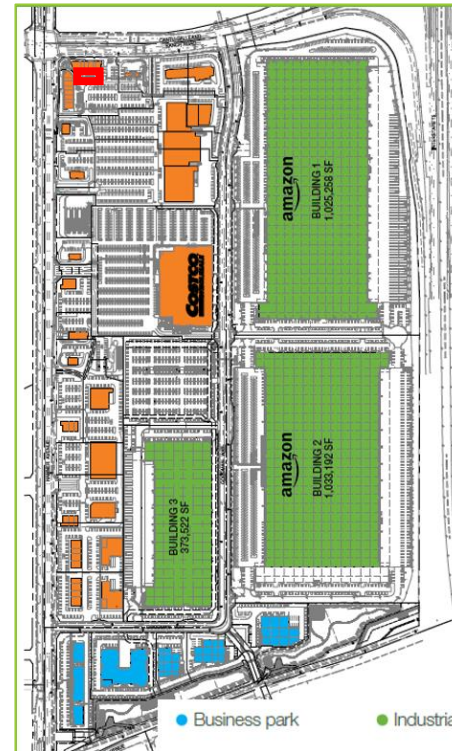 amazon
BUILDING 1
1,025,258 SF
COSTCO
amazon
BUILDING 2
1,033,192 SF
BUILDING 3
373,522 SF
Business park
Industria